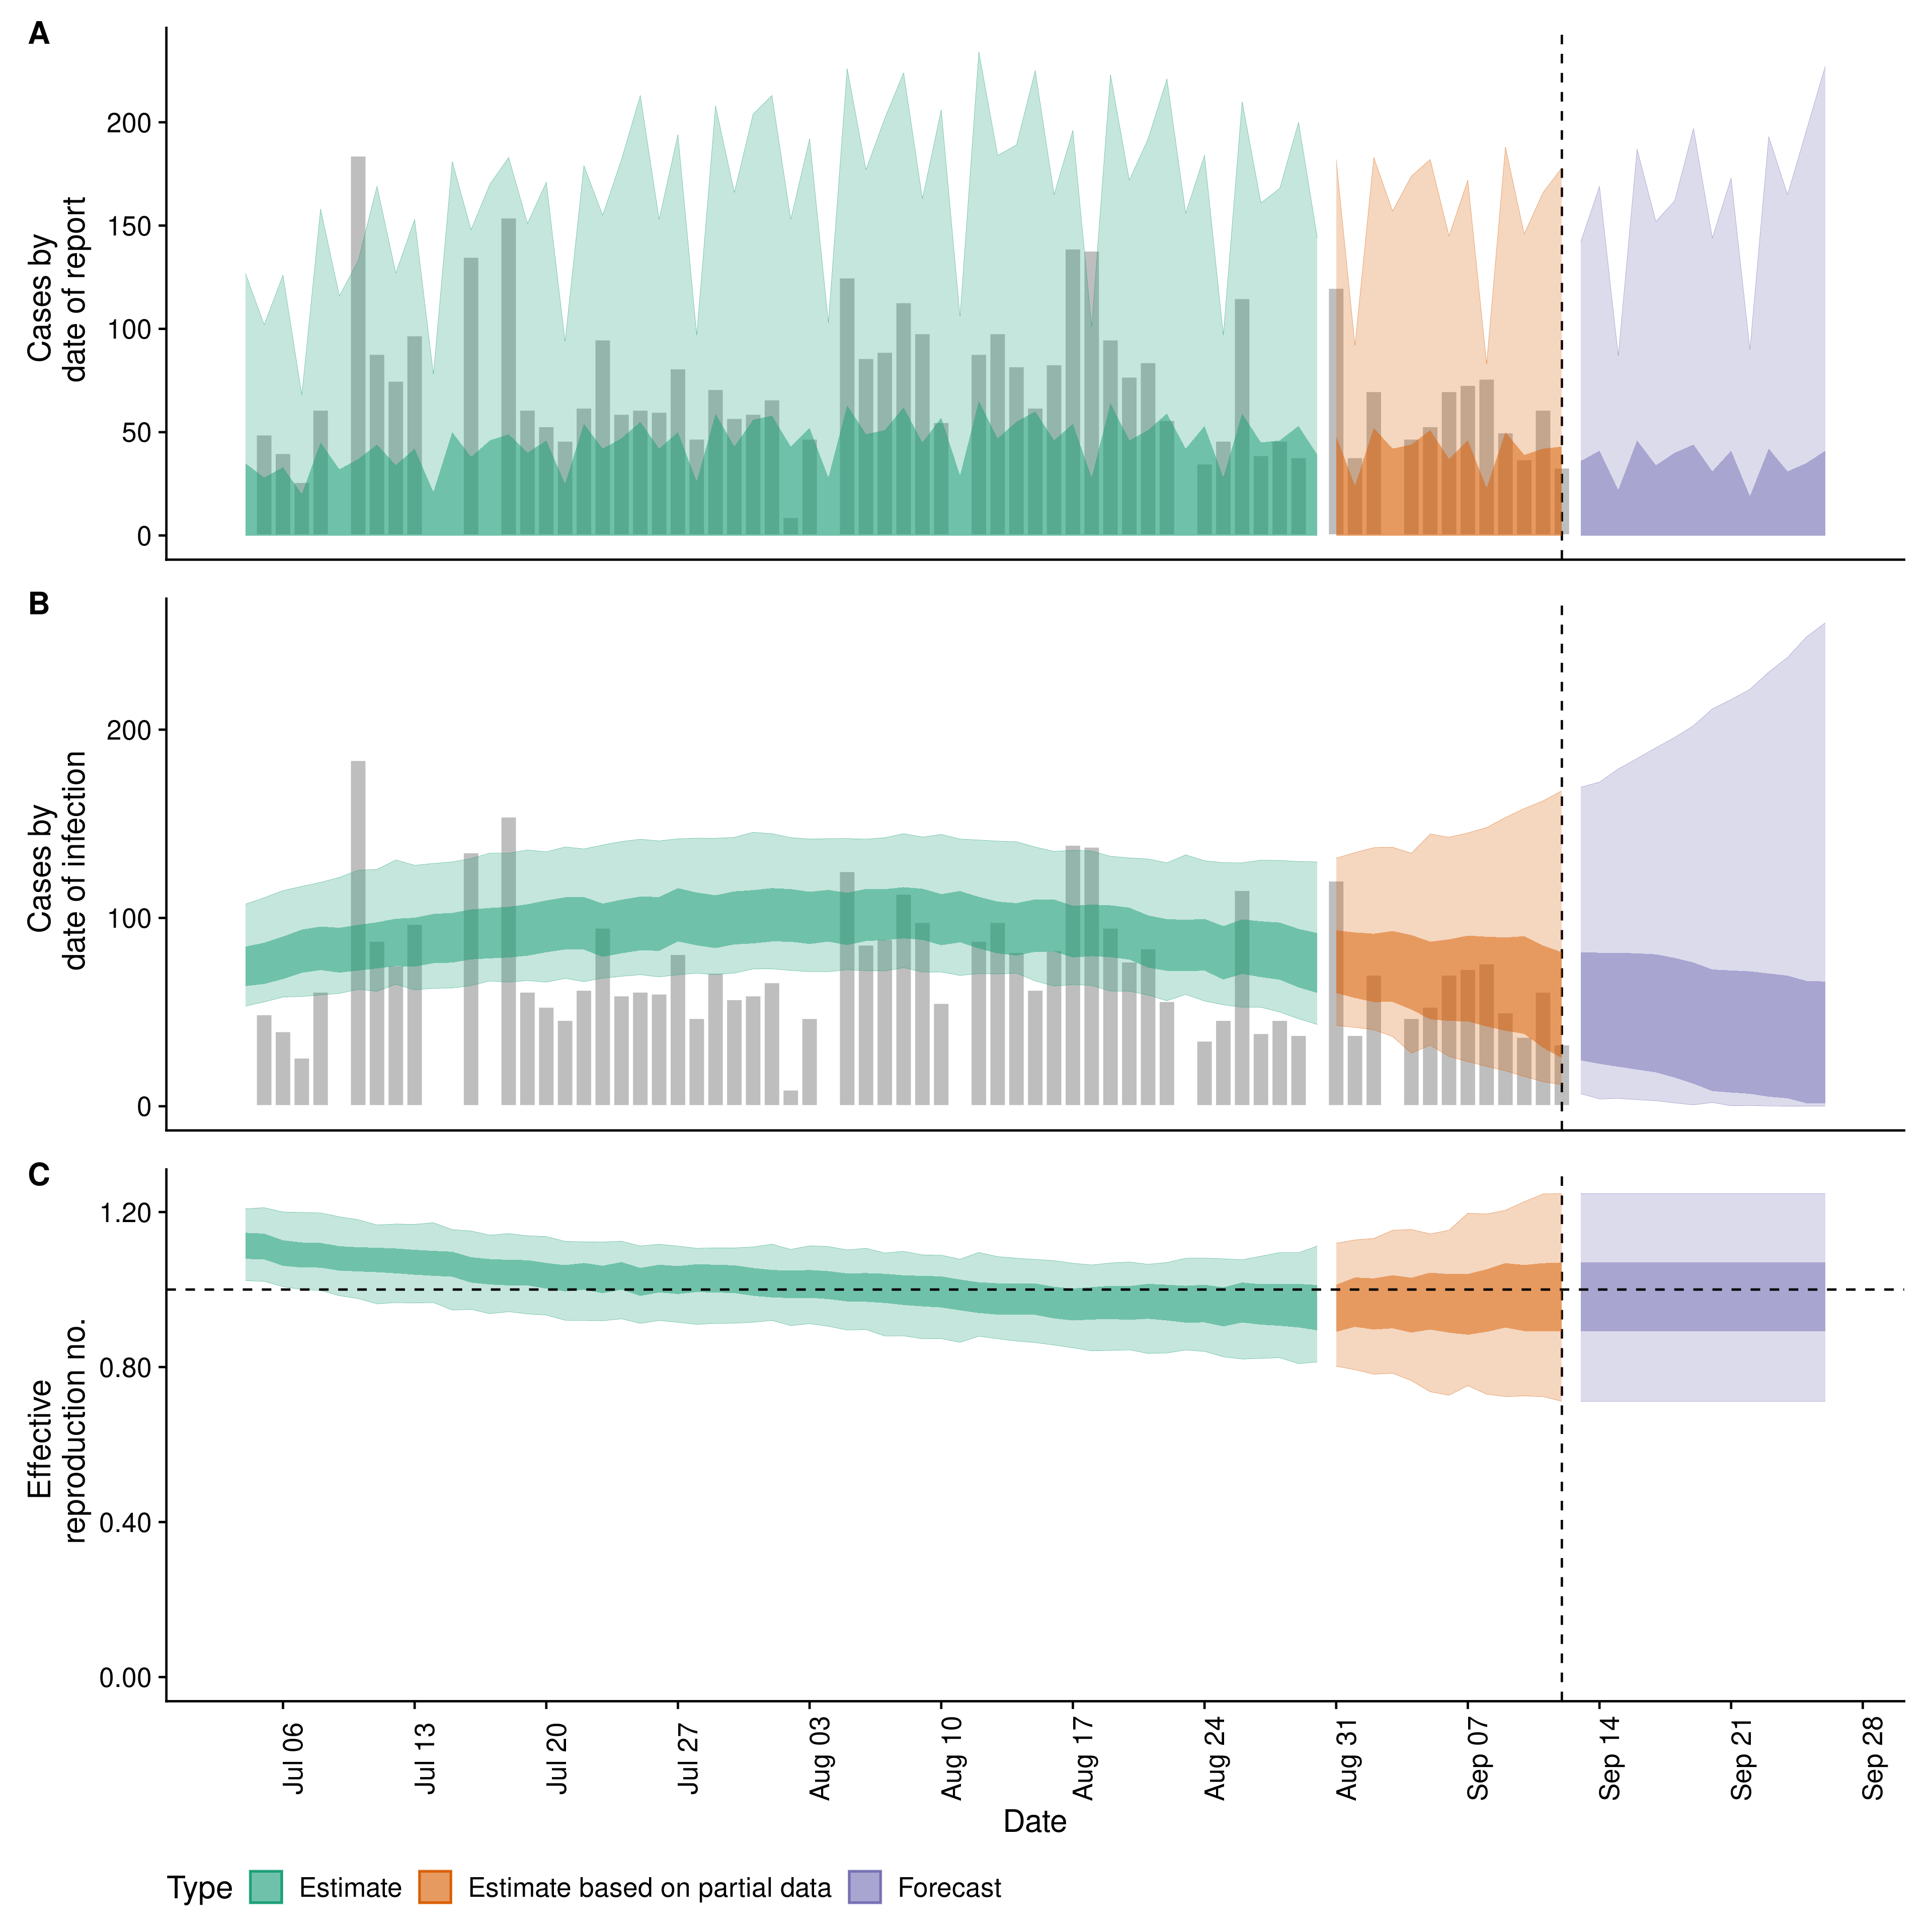 A
Cases by
date of report
200
150
100
50
0
B
Cases by
date of infection
200
100
0
C
Effective
reproduction no.
1.20
0.80
0.40
0.00
Jul 06
Jul 13
Jul 20
Jul 27
Aug 03
Aug 10
Aug 17
Aug 24
Aug 31
Sep 07
Sep 14
Sep 21
Sep 28
Date
Type Estimate Estimate based on partial data Forecast